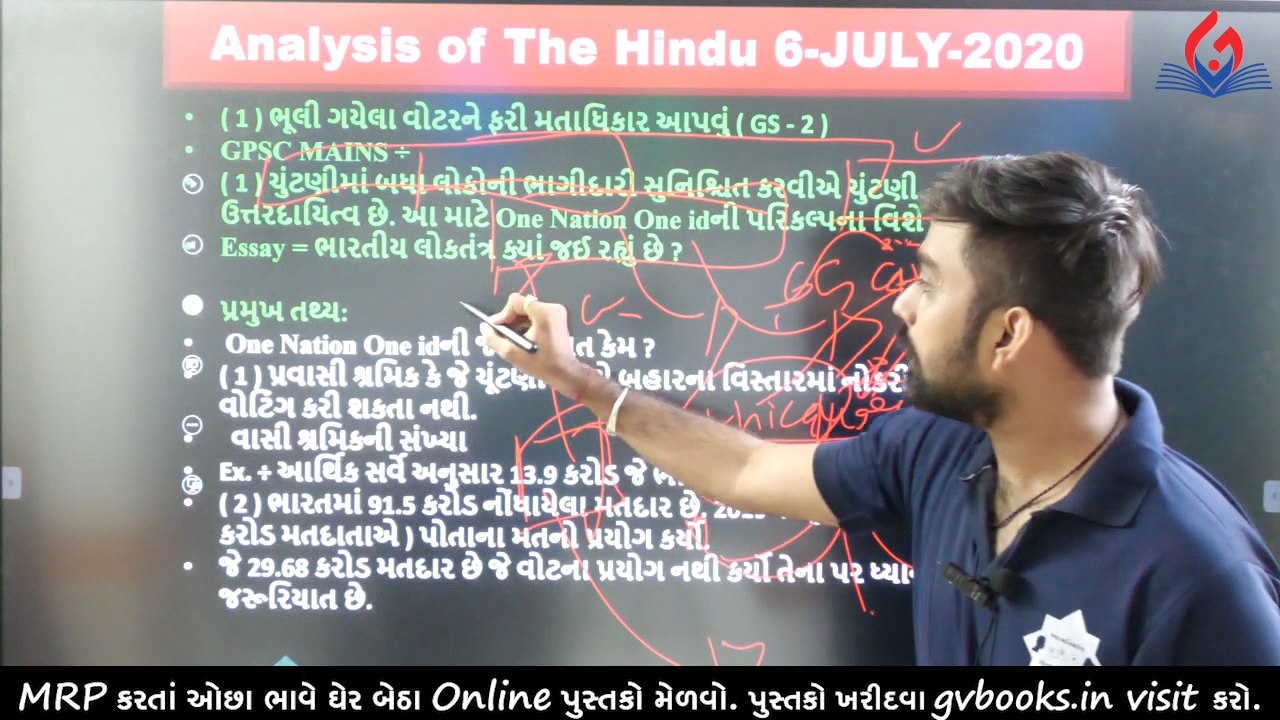 Analysis of The Hindu 6-JULY-2020
• ( 1 ) ભૂલી ગયેલા વોટરને ફરી મતાધિકાર આપવું ( GS - 2 )
• GPSC MAINS ÷
( 1 ) ચુંટણીમાં બધા લોકોની ભાગીદારી સુનિશ્ચિત કરવીએ ચુંટણી
ઉત્તરદાયિત્વ છે. આ માટે One Nation One idની પરિકલ્પના વિશે
Essay = ભારતીય લોકતંત્ર ક્યાં જઈ રહ્યું છે ?
પ્રમુખ તથ્યઃ
• One Nation One idની કેમ ?
( 1 ) પ્રવાસી શ્રમિક કે જે બહારના વિસ્તારમાં નોકરી
વોટિંગ કરી શકતા નથી.
વાસી શ્રમિકની સંખ્યા
• Ex. ÷ આર્થિક સર્વે અનુસાર 13.9 કરોડ જે
• ( 2 ) ભારતમાં 91.5 કરોડ નોંધાયેલા મતદાર છે.
કરોડ મતદાતાએ ) પોતાના મતનો પ્રયોગ કર્યો.
• જે 29.68 કરોડ મતદાર છે જે વોટના પ્રયોગ નથી કર્યો તેના પર
જરૂરિયાત છે.
MRP કરતાં ઓછા ભાવે ઘેર બેઠા Online પુસ્તકો મેળવો. પુસ્તકો ખરીદવા gvbooks.in visit કરો.